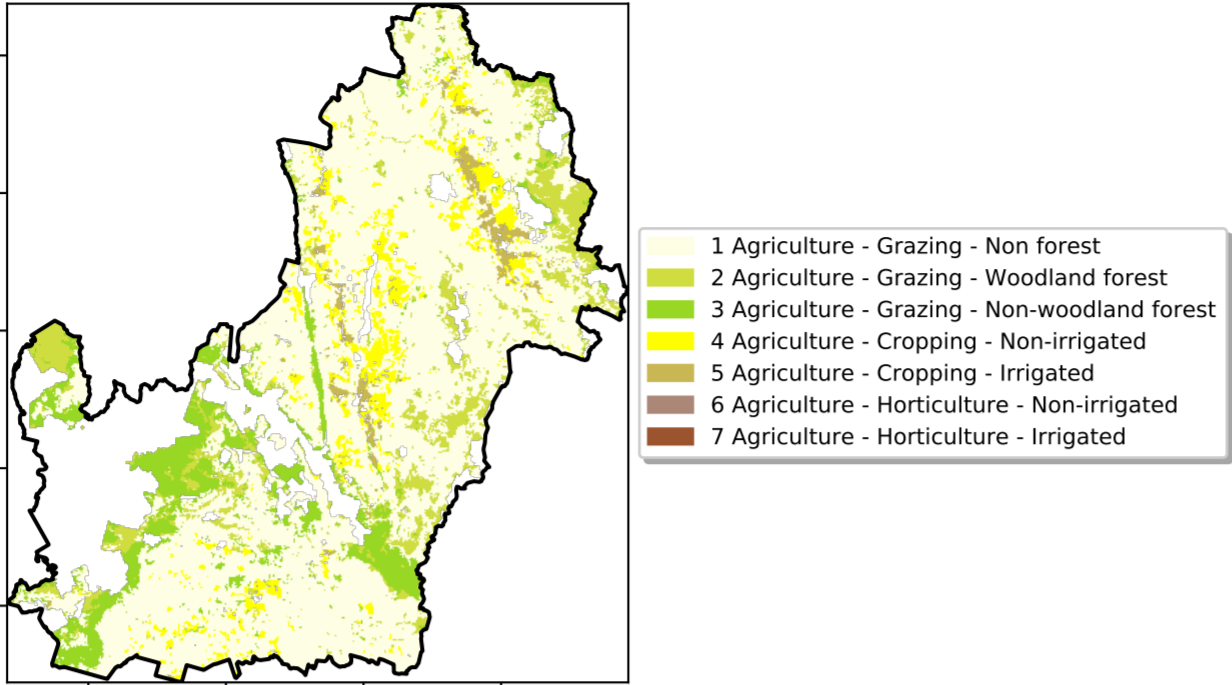 1 Agriculture - Grazing - Non forest
2 Agriculture - Grazing - Woodland forest
3 Agriculture - Grazing - Non-woodland forest
4 Agriculture - Cropping - Non-irrigated
5 Agriculture - Cropping - Irrigated
6 Agriculture - Horticulture - Non-irrigated
7 Agriculture - Horticulture - Irrigated